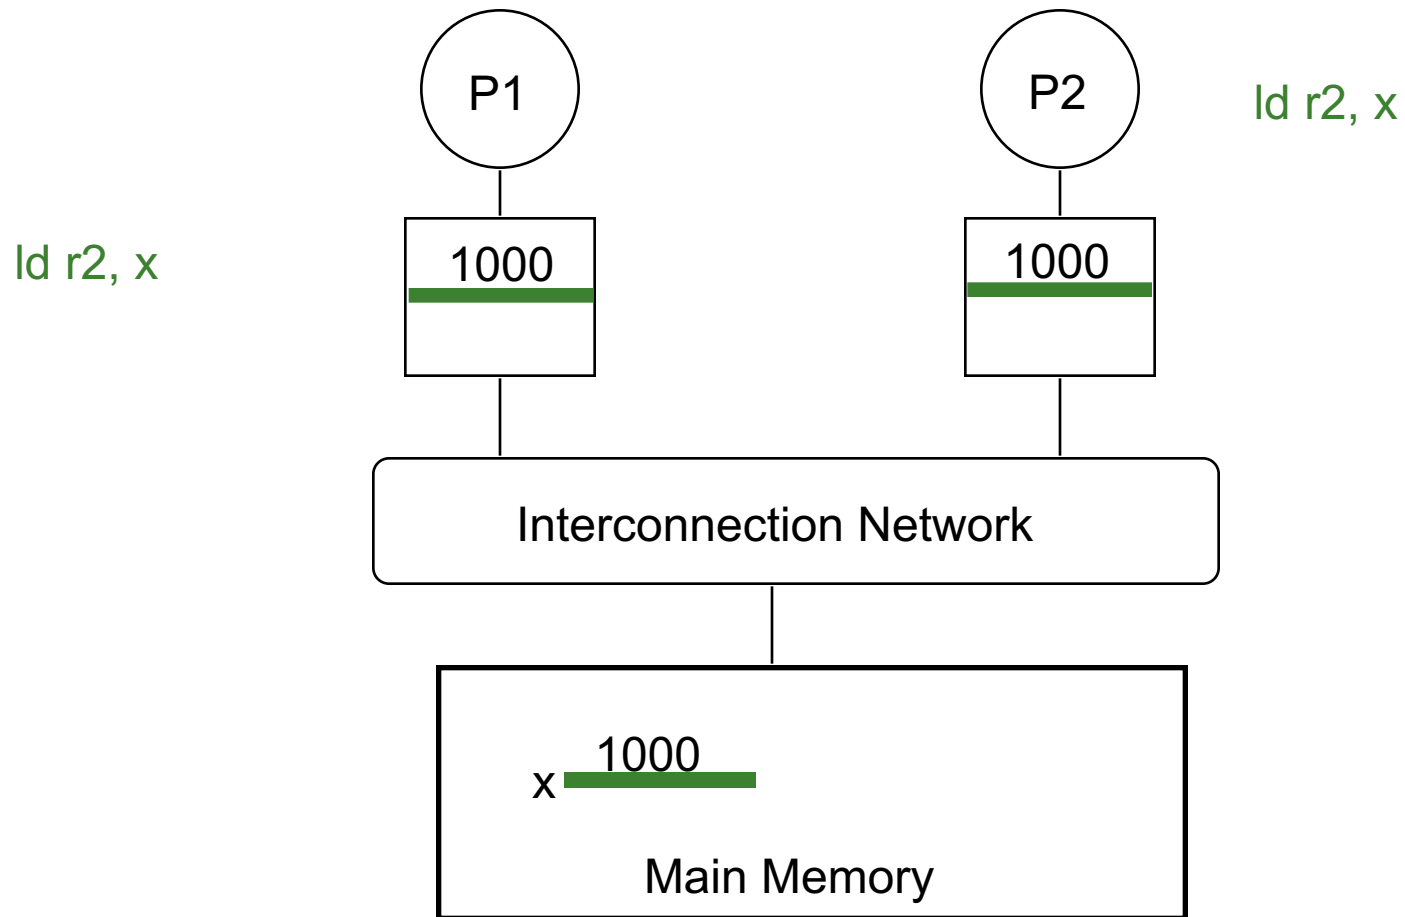 P1
P2
ld r2, x
ld r2, x
1000
1000
Interconnection Network
1000
x
Main Memory